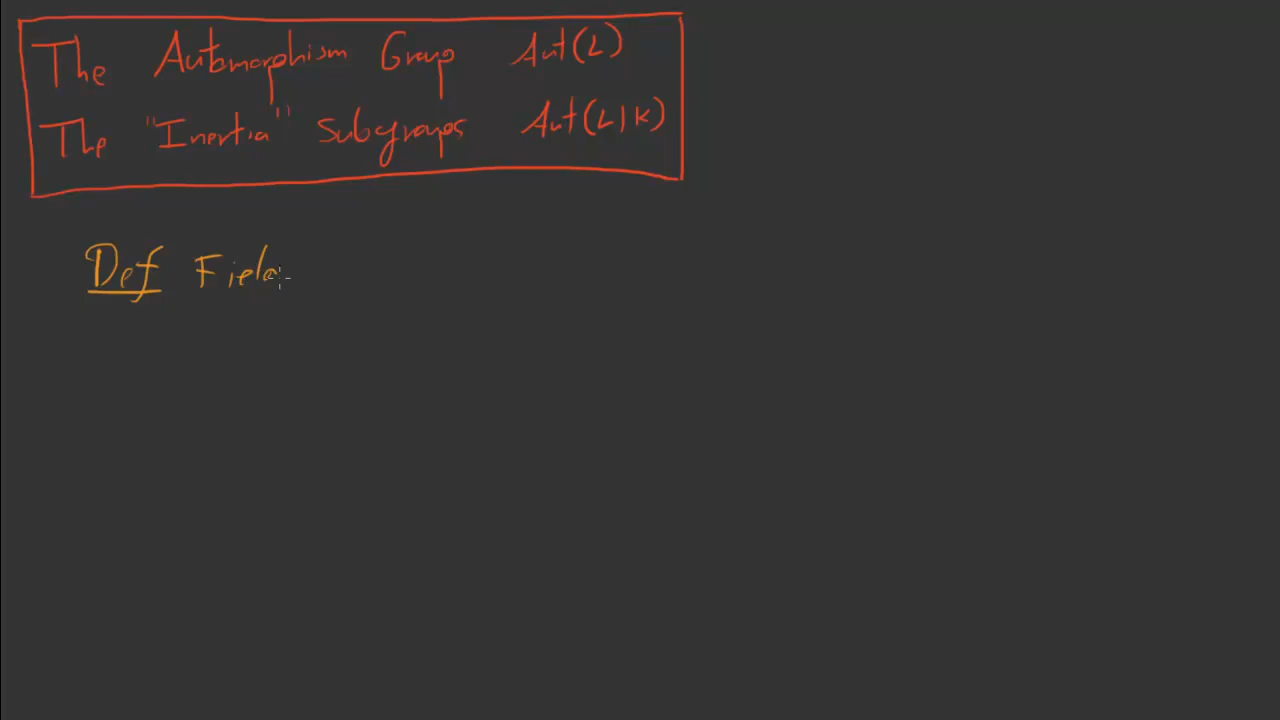 The Automorphism Group Aut(L)
The "Inertia" Subgroups Aut(L|K)
Def Field